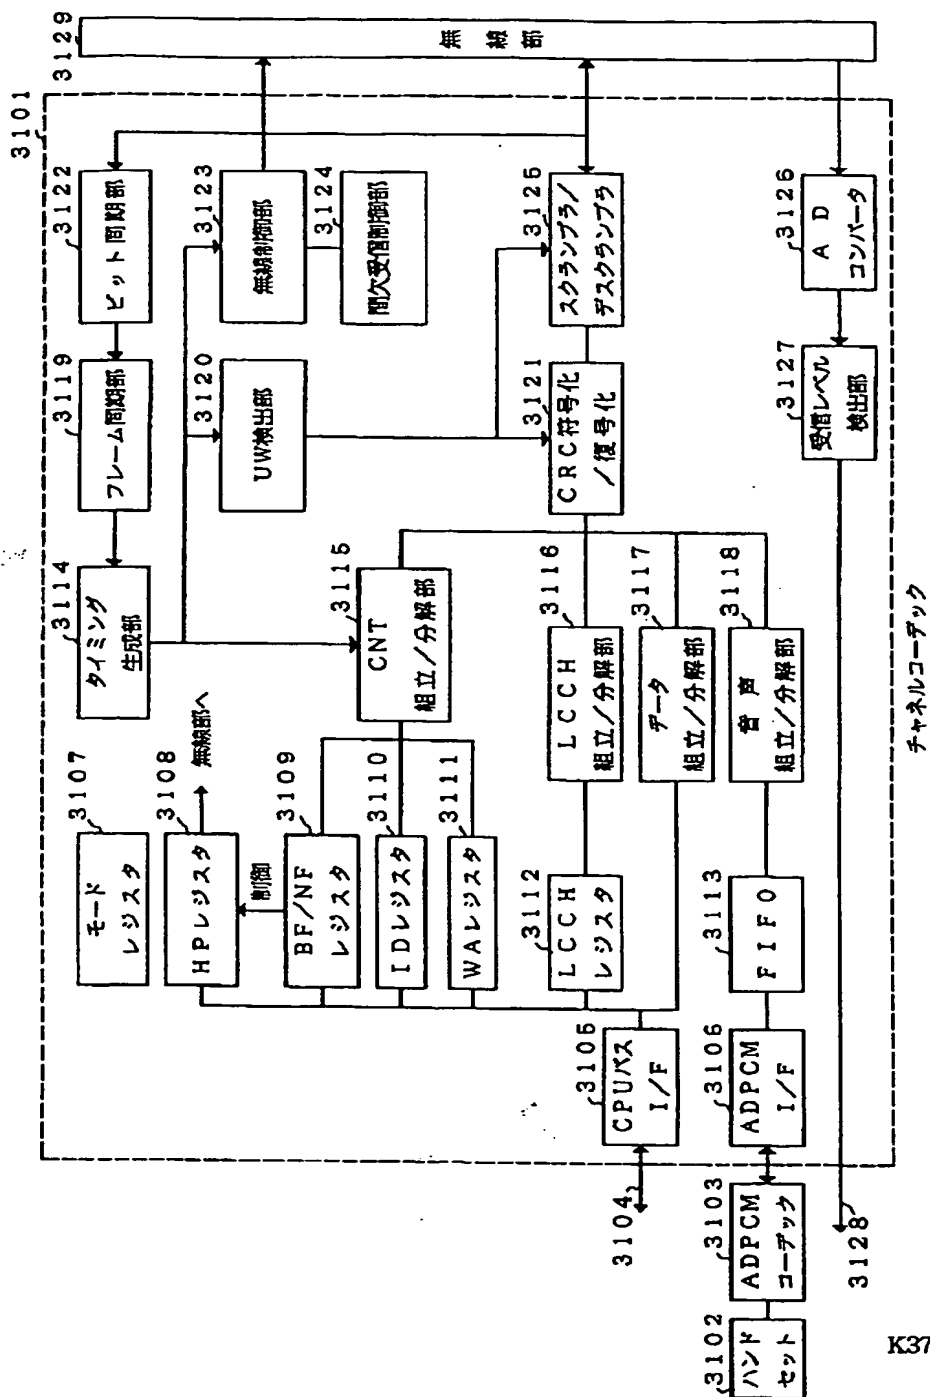 3101
3129
無線部
3122
ビット同期部
3123
無線制御部
3124
間欠受信制御部
3125
スクランブラ/
デスクランブラ
3126
AD
コンバータ
3119
フレーム同期部
3120
UW検出部
3121
CRC符号化
/復号化
3127
受信レベル
検出部
3114
タイミング
生成部
3115
CNT
組立/分解部
3116
LCCH
組立/分解部
3117
データ
組立/分解部
3118
音声
組立/分解部
3107
モード
レジスタ
3108
HPレジスタ
無線部へ
制御
3109
BF/NF
レジスタ
3110
IDレジスタ
3111
WAレジスタ
3112
LCCH
レジスタ
3113
FIFO
3105
CPUバス
I/F
3106
ADPCM
I/F
3104
3103
ADPCM
コーデック
3128
3102
ハンド
セット
チャネルコーデック
K37